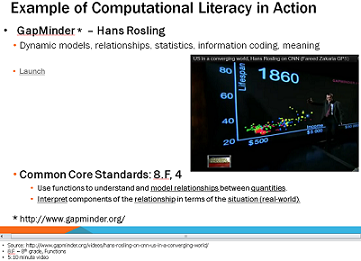 Example of Computational Literacy in Action
• GapMinder * – Hans Rosling
• Dynamic models, relationships, statistics, information coding, meaning
• Launch
US in a converging world, Hans Rosling on CNN (Fareed Zakaria GPS)
Lifespan
80
60
40
20
1860
Income
$500
• Common Core Standards: 8.F, 4
• Use functions to understand and model relationships between quantities.
• Interpret components of the relationship in terms of the situation (real-world).
* http://www.gapminder.org/
• Source: http://www.gapminder.org/videos/hans-rosling-on-cnn-us-in-a-converging-world/
• 8.F – 8th grade, Functions
• 5:10 minute video